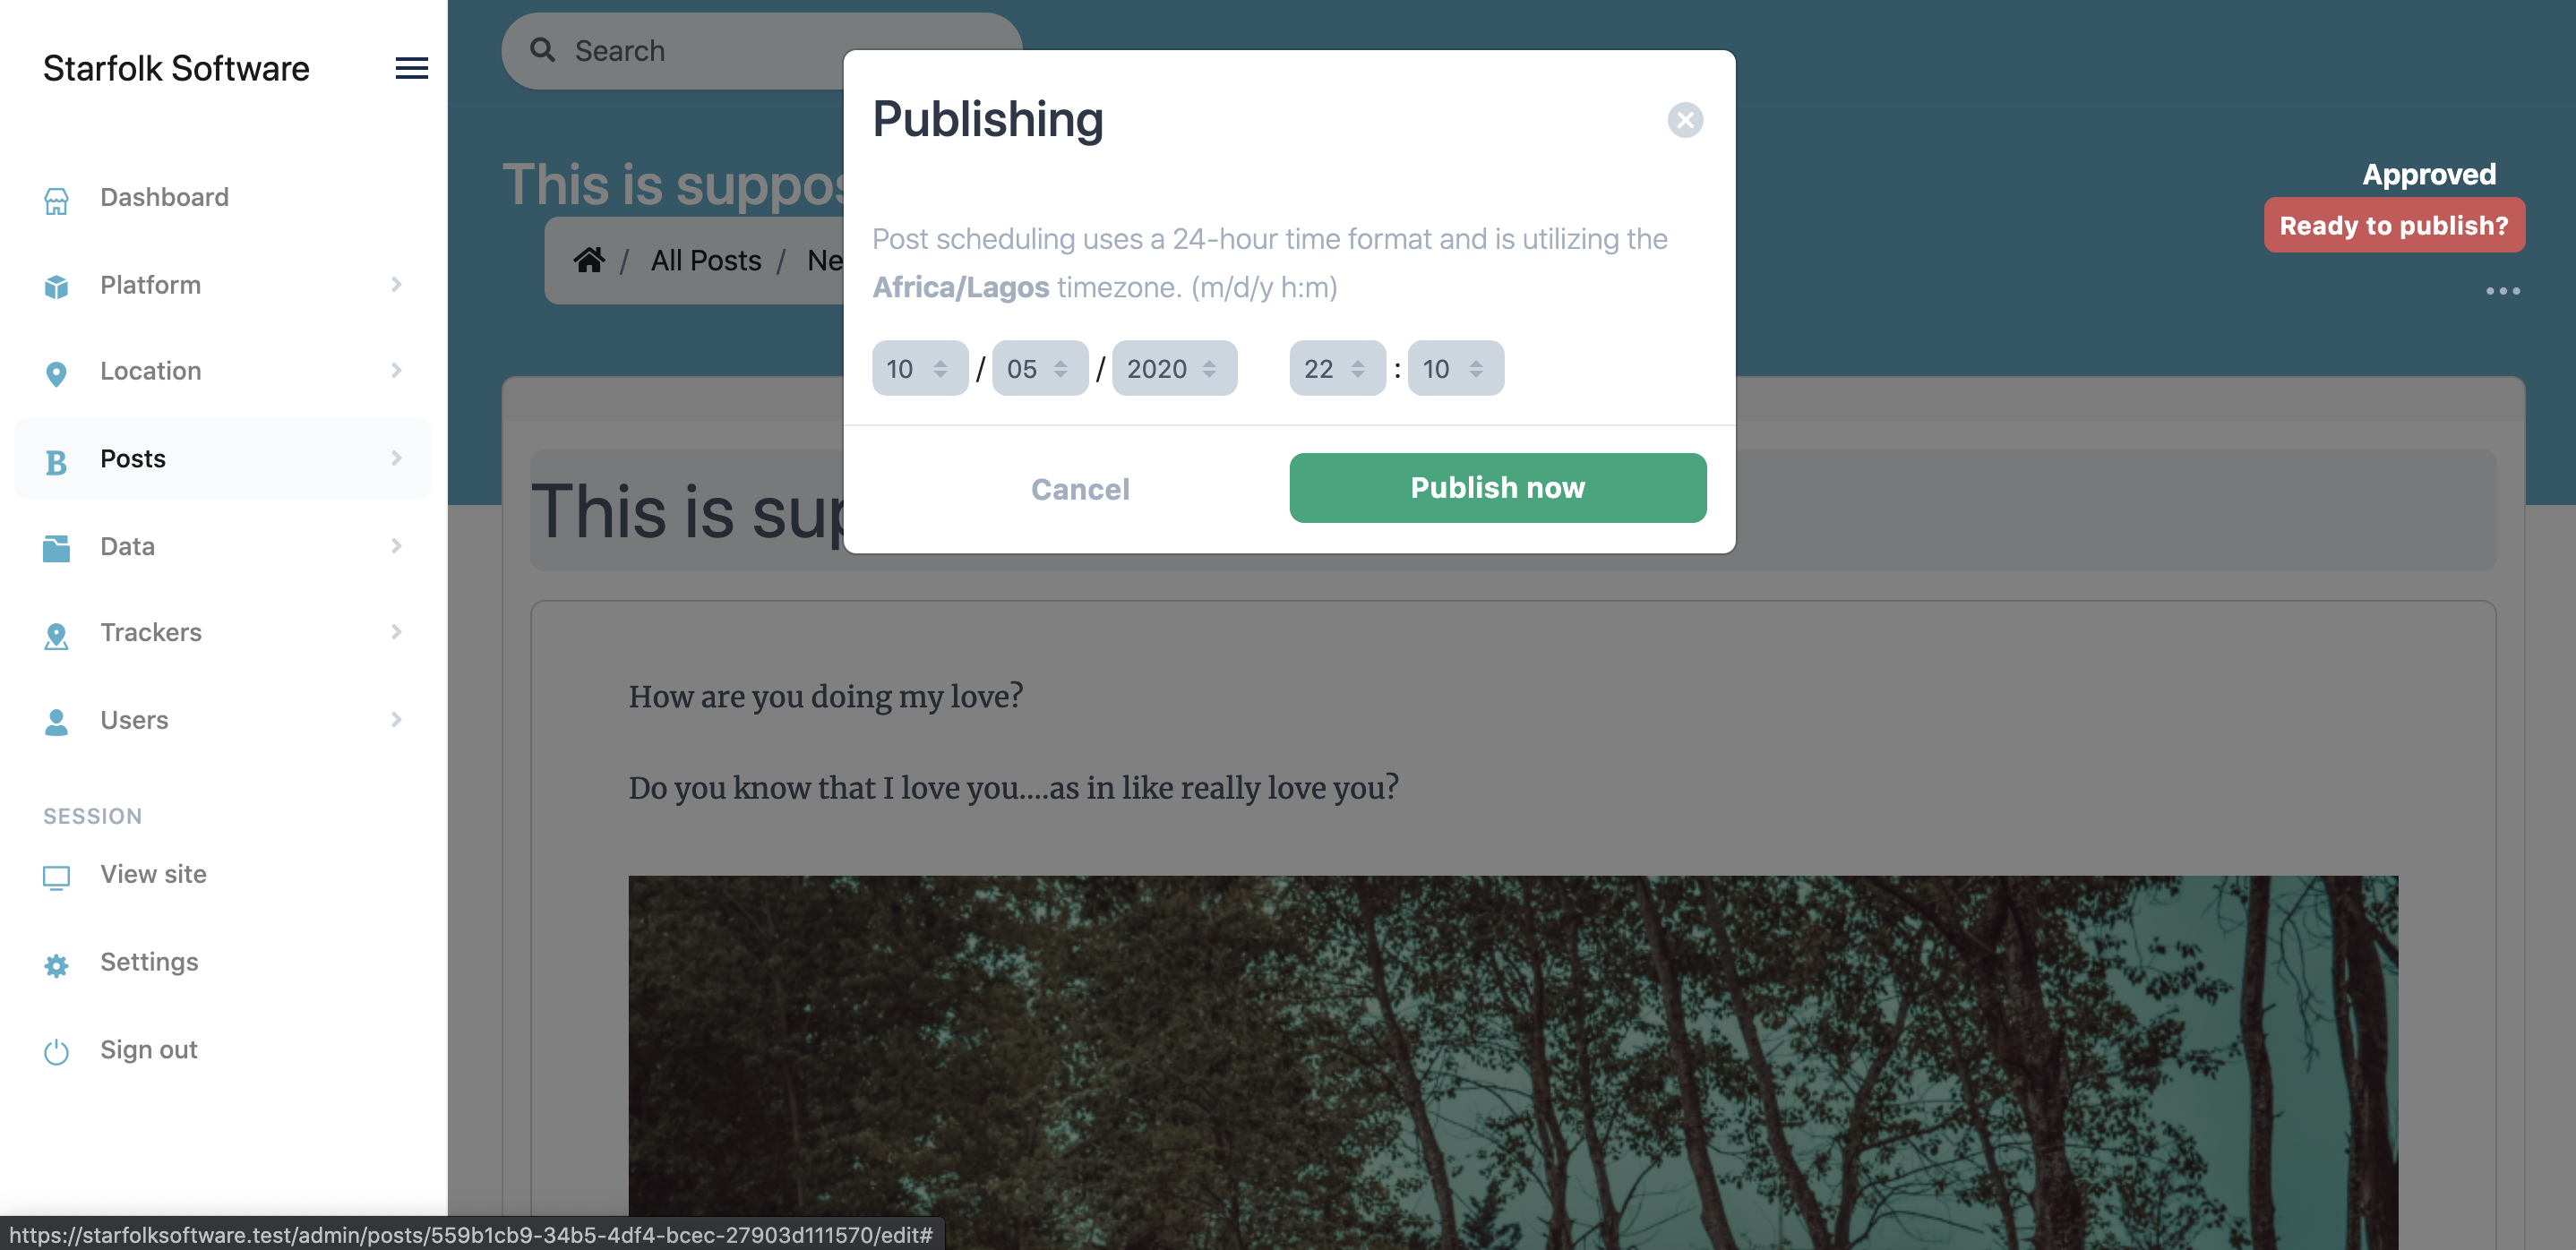 Starfolk Software
Dashboard
Platform
Location
Posts
Data
Trackers
Users
SESSION
View site
Settings
Sign out
Search
This is suppos
/ All Posts / Ne
Approved
Ready to publish?
Publishing
Post scheduling uses a 24-hour time format and is utilizing the
Africa/Lagos timezone. (m/d/y h:m)
10 / 05 / 2020 22 : 10
Cancel
Publish now
This is sup
How are you doing my love?
Do you know that I love you....as in like really love you?
https://starfolksoftware.test/admin/posts/559b1cb9-34b5-4df4-bcec-27903d111570/edit#